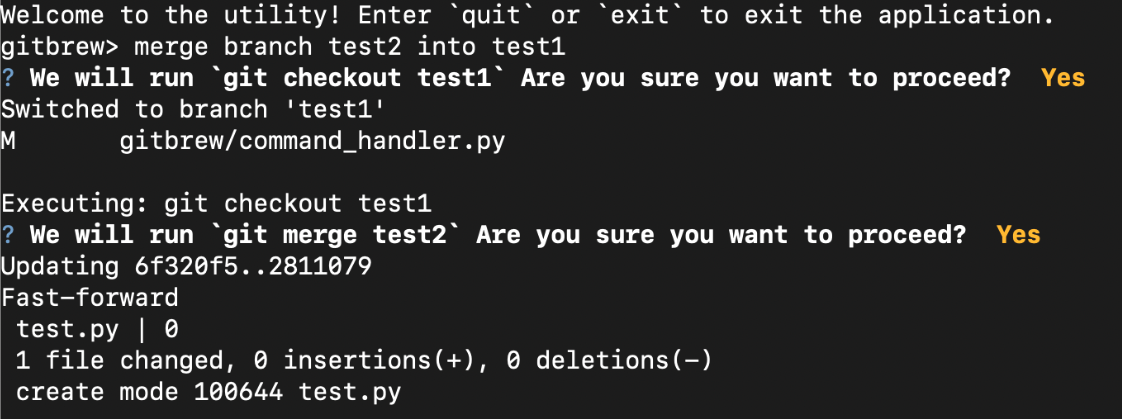 Welcome to the utility! Enter `quit` or `exit` to exit the application.
gitbrew> merge branch test2 into test1
? We will run `git checkout test1` Are you sure you want to proceed?  Yes
Switched to branch 'test1'
M       gitbrew/command_handler.py
Executing: git checkout test1
? We will run `git merge test2` Are you sure you want to proceed?  Yes
Updating 6f320f5..2811079
Fast-forward
 test.py | 0
 1 file changed, 0 insertions(+), 0 deletions(-)
 create mode 100644 test.py